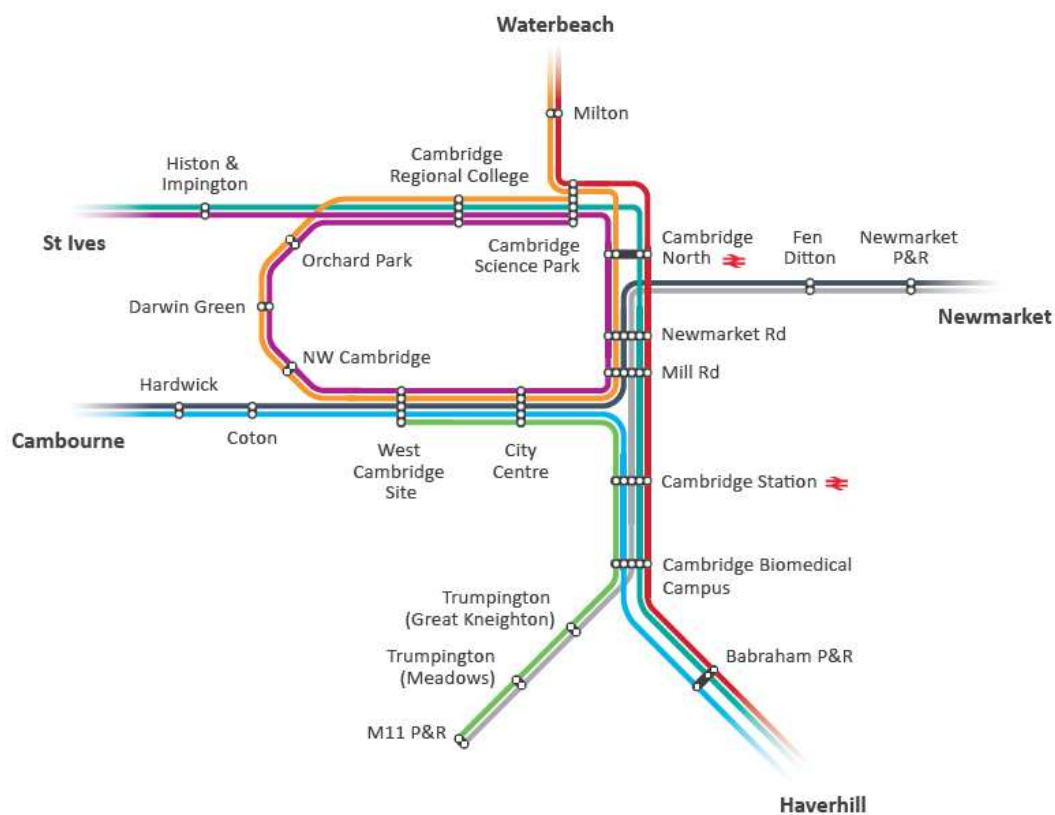 Waterbeach
Milton
Histon &
Impington
Cambridge
Regional College
St Ives
Orchard Park
Cambridge
Science Park
Cambridge
North
Fen
Ditton
Newmarket
P&R
Newmarket
Darwin Green
Newmarket Rd
NW Cambridge
Mill Rd
Hardwick
Cambourne
Coton
West
Cambridge
Site
City
Centre
Cambridge Station
Cambridge Biomedical
Campus
Trumpington
(Great Kneighton)
Trumpington
(Meadows)
Babraham P&R
M11 P&R
Haverhill